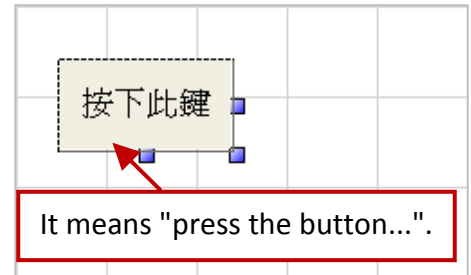 按下此鍵
It means "press the button...".